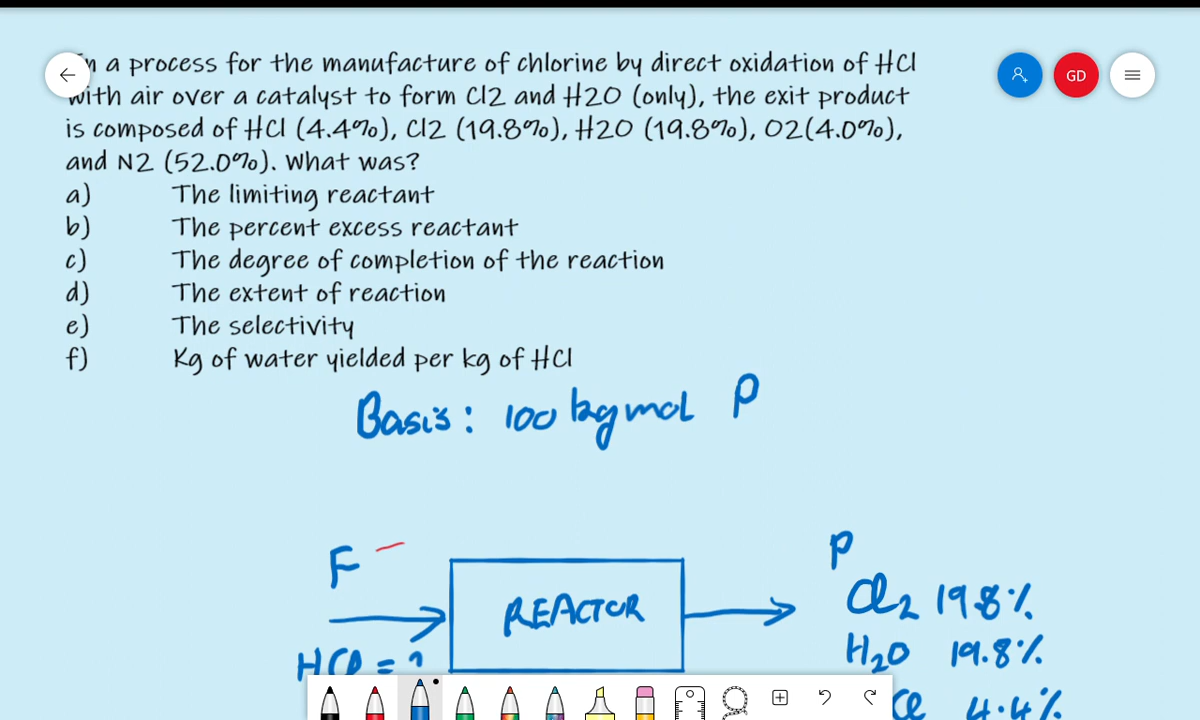 In a process for the manufacture of chlorine by direct oxidation of HCl
with air over a catalyst to form Cl2 and H2O (only), the exit product
is composed of HCl (4.4%), Cl2 (19.8%), H2O (19.8%), O2(4.0%),
and N2 (52.0%). What was?
a) The limiting reactant
b) The percent excess reactant
c) The degree of completion of the reaction
d) The extent of reaction
e) The selectivity
f) Kg of water yielded per kg of HCl
GD
Basis: 100 kgmol P
F
REACTOR
P
Cl2 19.8%
H2O 19.8%
HCl = ?
4.4%